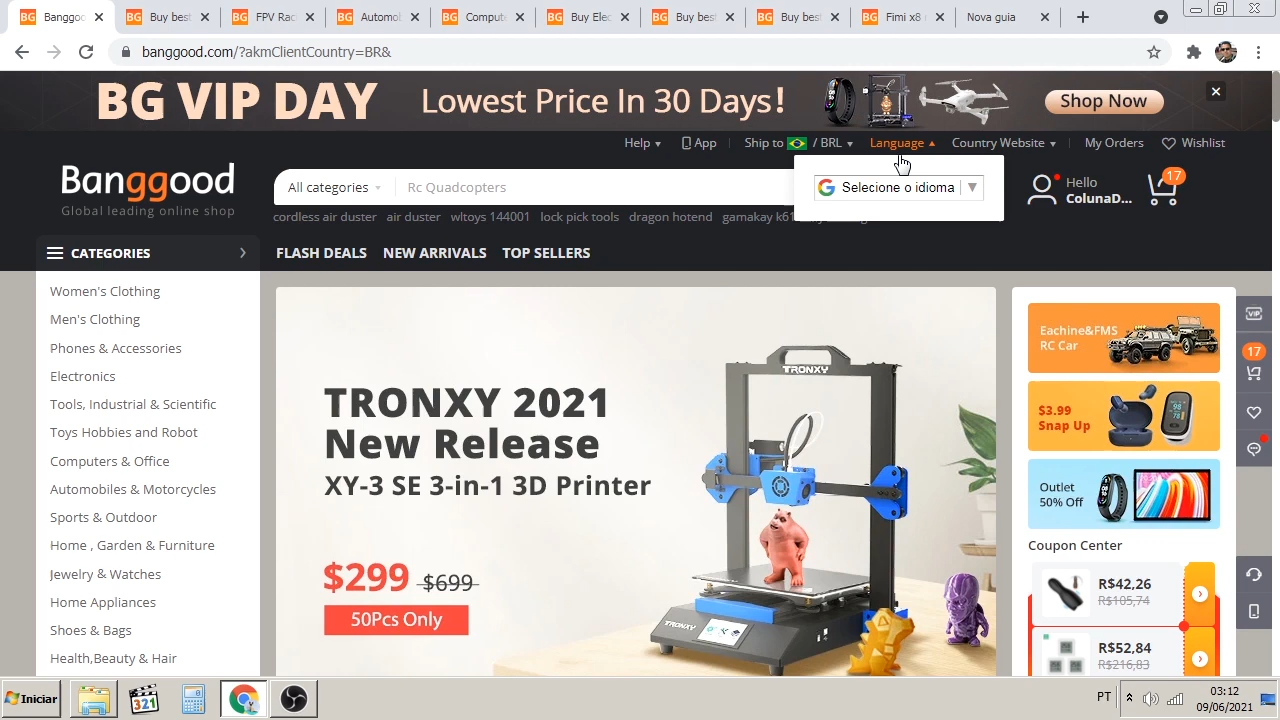 Banggoo
Buy best
FPV Rac
Automob
Compute
Buy Elec
Buy best
Buy best
Fimi x8
Nova guia
banggood.com/?akmClientCountry=BR&
BG VIP DAY
Lowest Price In 30 Days!
Shop Now
Help
App
Ship to
/ BRL
Language
Country Website
My Orders
Wishlist
Banggood
Global leading online shop
All categories
Rc Quadcopters
Selecione o idioma
Hello
ColunaD...
17
cordless air duster
air duster
wltoys 144001
lock pick tools
dragon hotend
gamakay k61
CATEGORIES
FLASH DEALS
NEW ARRIVALS
TOP SELLERS
Women's Clothing
Men's Clothing
Phones & Accessories
Electronics
Tools, Industrial & Scientific
Toys Hobbies and Robot
Computers & Office
Automobiles & Motorcycles
Sports & Outdoor
Home , Garden & Furniture
Jewelry & Watches
Home Appliances
Shoes & Bags
Health,Beauty & Hair
TRONXY 2021
New Release
XY-3 SE 3-in-1 3D Printer
$299 $699
50Pcs Only
TRONXY
TRONXY
Eachine&FMS
RC Car
$3.99
Snap Up
Outlet
50% Off
Coupon Center
R$42,26
R$105,74
R$52,84
R$216,83
VIP
17
Iniciar
321
PT
03:12
09/06/2021